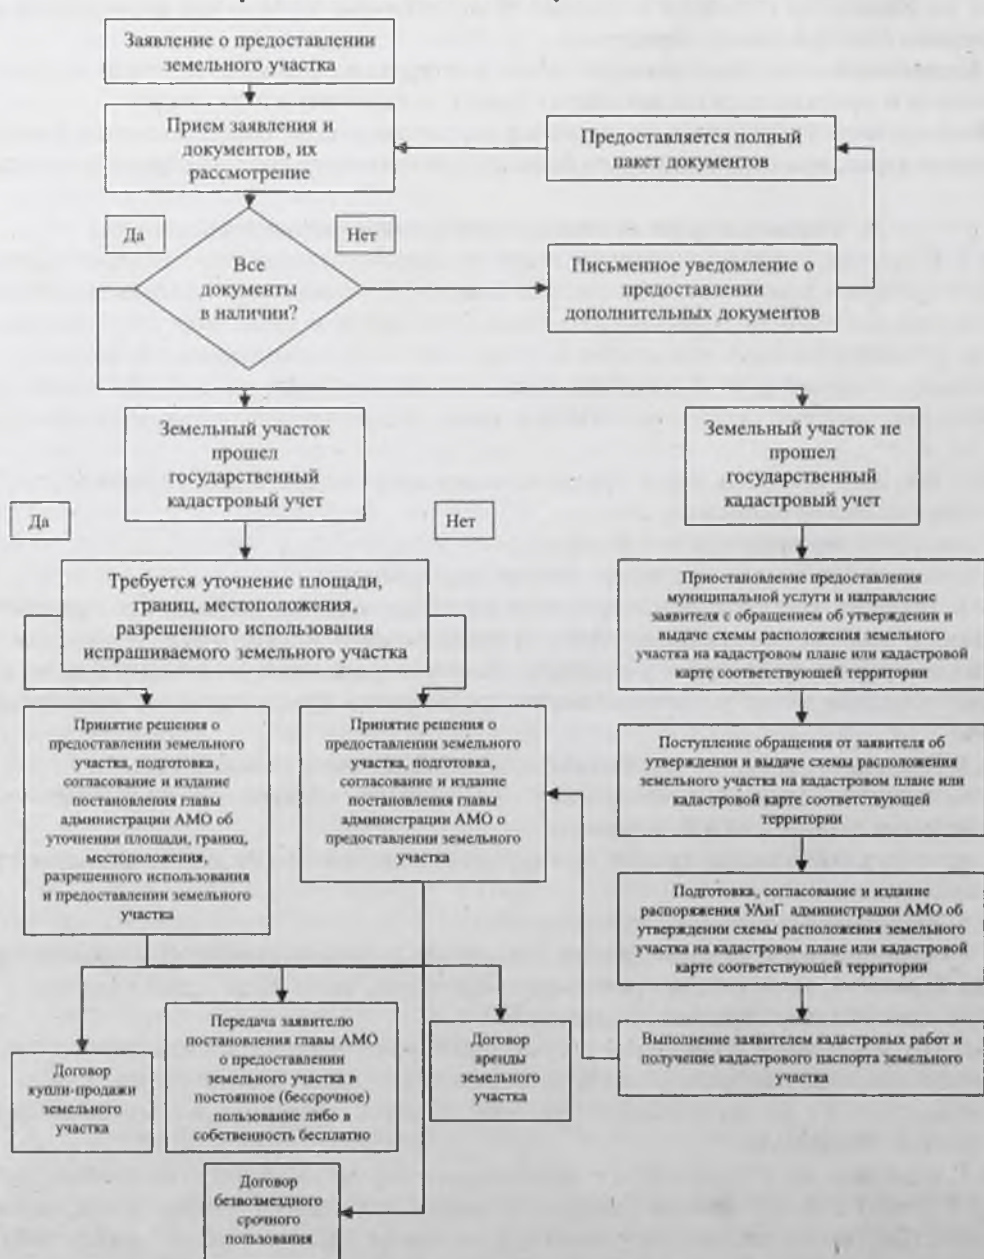 Заявление о предоставлении
земельного участка
Прием заявления и
документов, их
рассмотрение
Предоставляется полный
пакет документов
Да
Нет
Все
документы
в наличии?
Письменное уведомление о
предоставлении
дополнительных документов
Земельный участок
прошел
государственный
кадастровый учет
Земельный участок не
прошел
государственный
кадастровый учет
Да
Нет
Требуется уточнение площади,
границ, местоположения,
разрешенного использования
испрашиваемого земельного участка
Приостановление предоставления
муниципальной услуги и направление
заявителя с обращением об утверждении и
выдаче схемы расположения земельного
участка на кадастровом плане или кадастровой
карте соответствующей территории
Принятие решения о
предоставлении земельного
участка, подготовка,
согласование и издание
постановления главы
администрации АМО об
уточнении площади, границ,
местоположения,
разрешенного использования
и предоставлении земельного
участка
Принятие решения о
предоставлении земельного
участка, подготовка,
согласование и издание
постановления главы
администрации АМО о
предоставлении земельного
участка
Поступление обращения от заявителя об
утверждении и выдаче схемы расположения
земельного участка на кадастровом плане или
кадастровой карте соответствующей
территории
Подготовка, согласование и издание
распоряжения УАиГ администрации АМО об
утверждении схемы расположения земельного
участка на кадастровом плане или кадастровой
карте соответствующей территории
Договор
купли-продажи
земельного
участка
Передача заявителю
постановления главы АМО
о предоставлении
земельного участка в
постоянное (бессрочное)
пользование либо в
собственность бесплатно
Договор
аренды
земельного
участка
Выполнение заявителем кадастровых работ и
получение кадастрового паспорта земельного
участка
Договор
безвозмездного
срочного
пользования